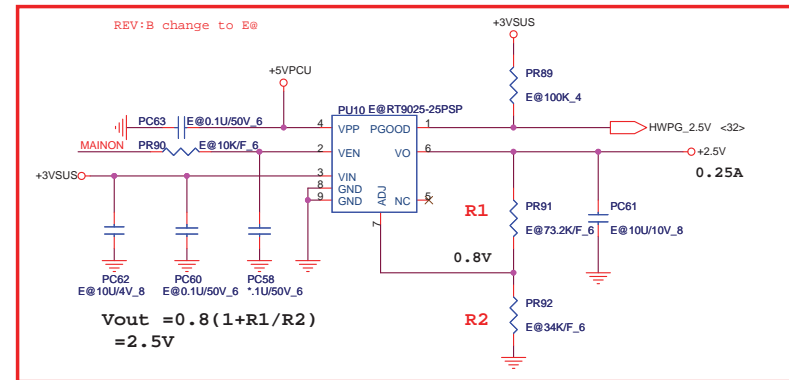 REV:B change to E@
+3VSUS
+5VPCU
PR89
E@100K_4
PU10 E@RT9025-25PSP
PC63 E@0.1U/50V_6
4 VPP PGOOD 1
HWPG_2.5V <32>
MAINON PR90 E@10K/F_6
2 VEN VO 6
+2.5V
0.25A
+3VSUS
3 VIN
8 GND
9 GND
ADJ
NC 5
7
R1
PR91
E@73.2K/F_6
PC61
E@10U/10V_8
0.8V
PC62
E@10U/4V_8
PC60
E@0.1U/50V_6
PC58
*.1U/50V_6
R2
PR92
E@34K/F_6
Vout =0.8(1+R1/R2)
=2.5V